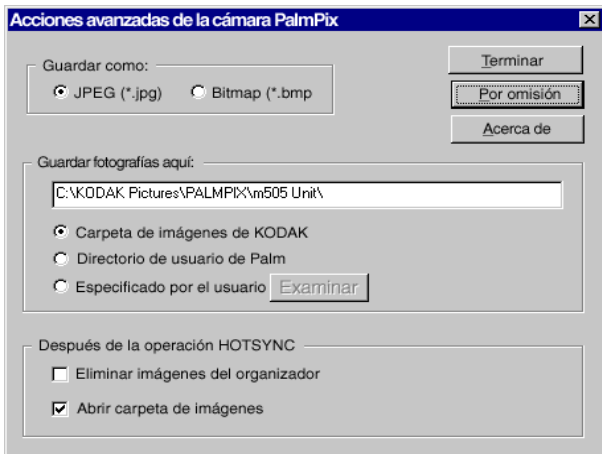 Acciones avanzadas de la cámara PalmPix
Guardar como:
JPEG (*.jpg) Bitmap (*.bmp
Terminar
Por omisión
Acerca de
Guardar fotografías aquí:
C:\KODAK Pictures\PALMPIX\m505 Unit\
Carpeta de imágenes de KODAK
Directorio de usuario de Palm
Especificado por el usuario Examinar
Después de la operación HOTSYNC
Eliminar imágenes del organizador
Abrir carpeta de imágenes